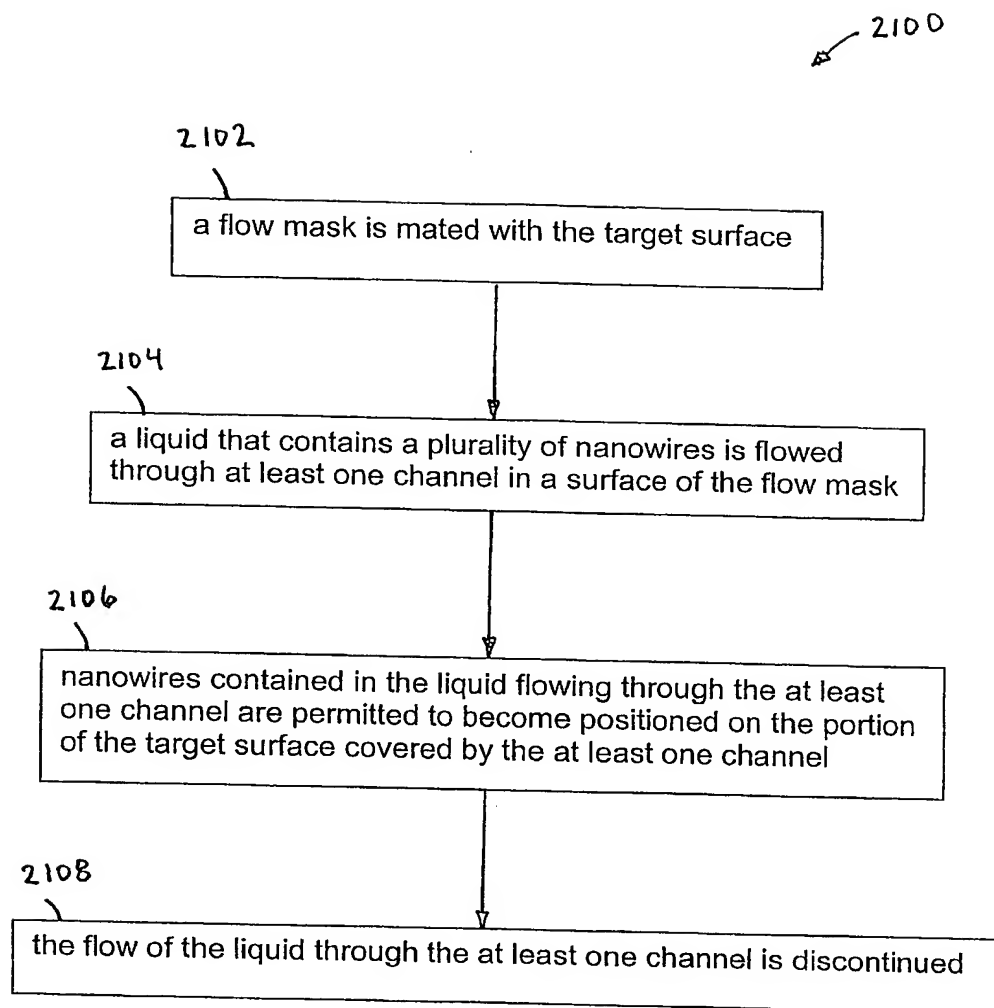 2100
2102
a flow mask is mated with the target surface
2104
a liquid that contains a plurality of nanowires is flowed
through at least one channel in a surface of the flow mask
2106
nanowires contained in the liquid flowing through the at least
one channel are permitted to become positioned on the portion
of the target surface covered by the at least one channel
2108
the flow of the liquid through the at least one channel is discontinued